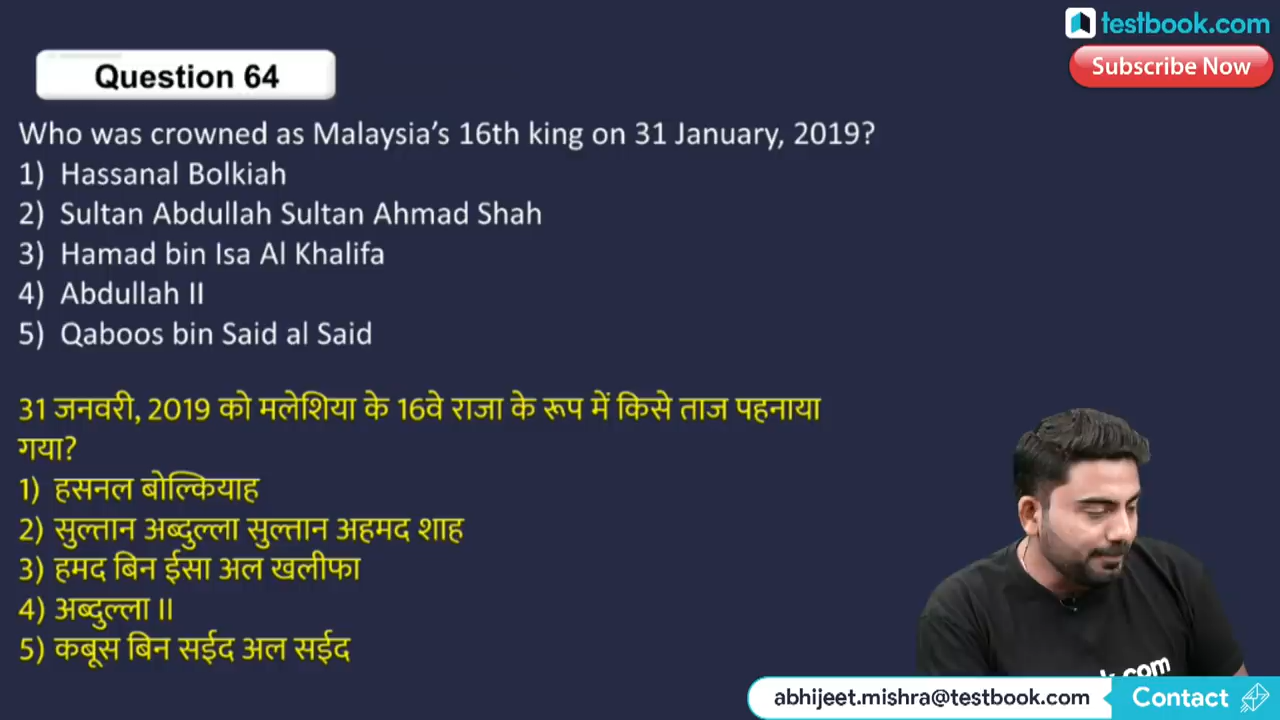 testbook.com
Subscribe Now
Question 64
Who was crowned as Malaysia's 16th king on 31 January, 2019?
1) Hassanal Bolkiah
2) Sultan Abdullah Sultan Ahmad Shah
3) Hamad bin Isa Al Khalifa
4) Abdullah II
5) Qaboos bin Said al Said
31 जनवरी, 2019 को मलेशिया के 16वे राजा के रूप में किसे ताज पहनाया
गया?
1) हसनल बोल्कियाह
2) सुल्तान अब्दुल्ला सुल्तान अहमद शाह
3) हमद बिन ईसा अल खलीफा
4) अब्दुल्ला II
5) कबूस बिन सईद अल सईद
k.com
abhijeet.mishra@testbook.com Contact